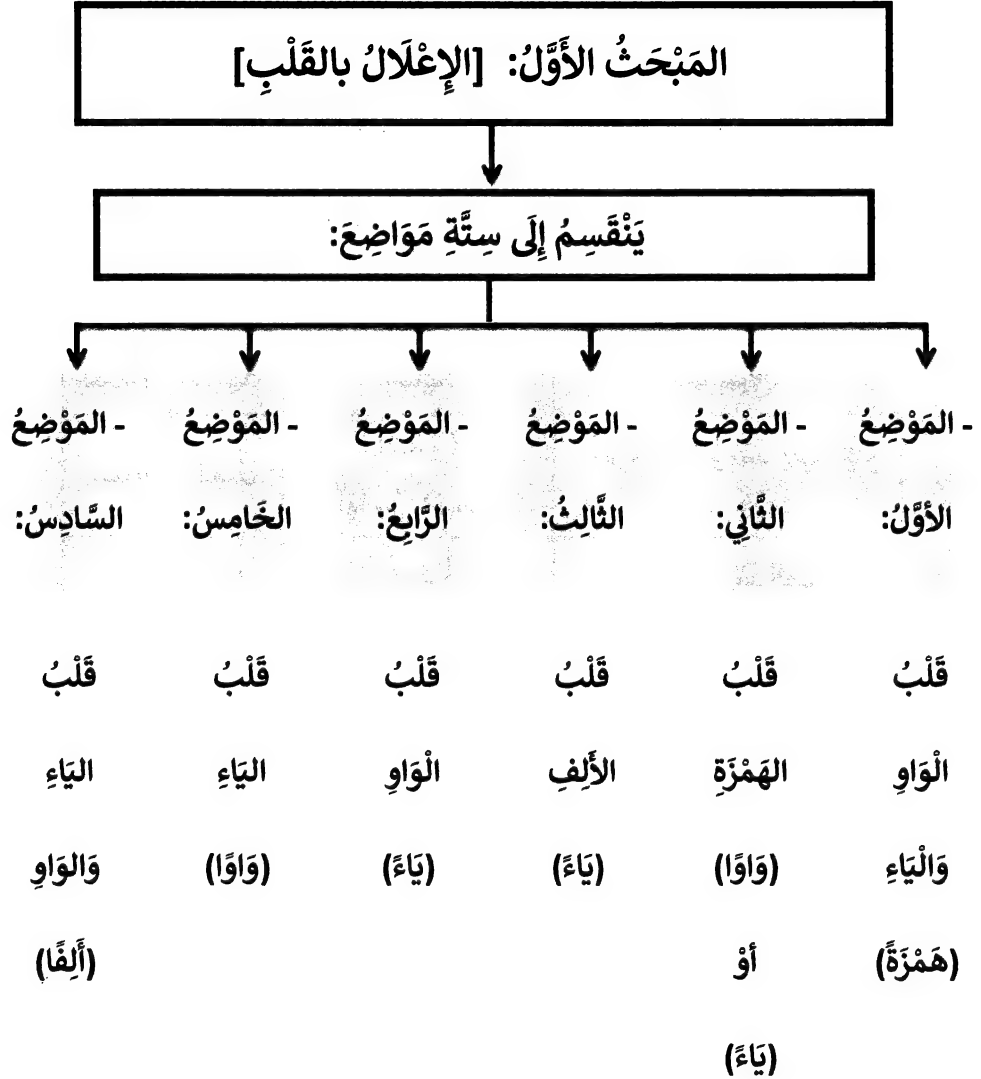 المَبْحَثُ الأَوَّلُ: [الإِعْلَالُ بالقَلْبِ]
يَنْقَسِمُ إِلَى سِتَّةِ مَوَاضِعَ:
- المَوْضِعُ
الأوَّلُ:
قَلْبُ
الْوَاوِ
وَالْيَاءِ
(هَمْزَةً)
- المَوْضِعُ
الثَّانِي:
قَلْبُ
الهَمْزَةِ
(وَاوًا)
أوْ
(يَاءً)
- المَوْضِعُ
الثَّالِثُ:
قَلْبُ
الأَلِفِ
(يَاءً)
- المَوْضِعُ
الرَّابِعُ:
قَلْبُ
الْوَاوِ
(يَاءً)
- المَوْضِعُ
الخَامِسُ:
قَلْبُ
اليَاءِ
(وَاوًا)
- المَوْضِعُ
السَّادِسُ:
قَلْبُ
اليَاءِ
وَالوَاوِ
(أَلِفًا)